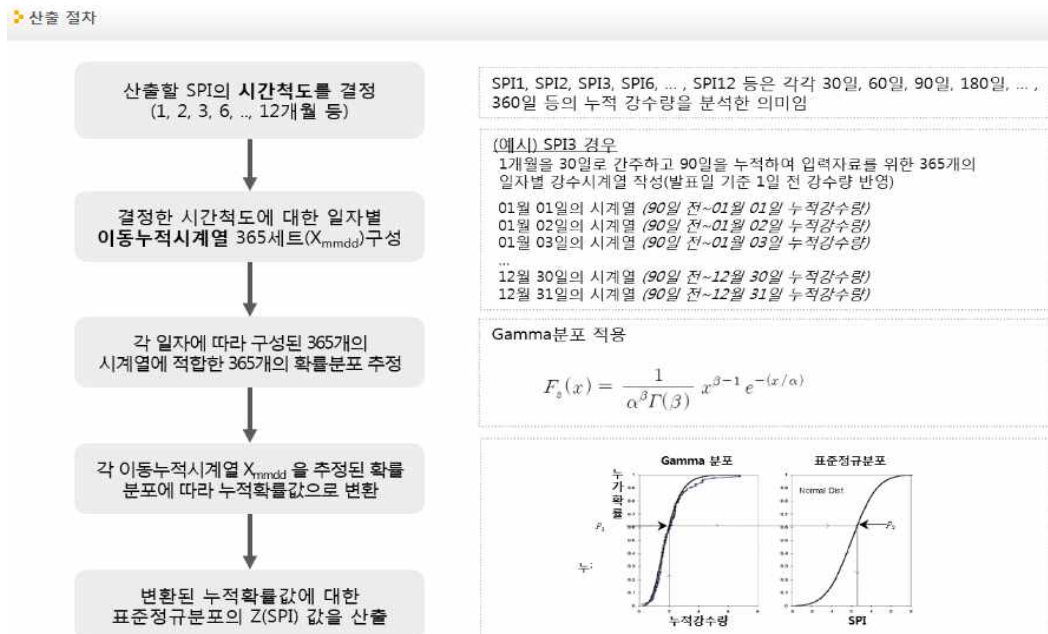 산출 절차
산출할 SPI의 시간척도를 결정
(1, 2, 3, 6, .., 12개월 등)
SPI1, SPI2, SPI3, SPI6, ... , SPI12 등은 각각 30일, 60일, 90일, 180일, ... ,
360일 등의 누적 강수량을 분석한 의미임
결정한 시간척도에 대한 일자별
이동누적시계열 365세트(Xmmdd)구성
(예시) SPI3 경우
1개월을 30일로 간주하고 90일을 누적하여 입력자료를 위한 365개의
일자별 강수시계열 작성(발표일 기준 1일 전 강수량 반영)
01월 01일의 시계열 (90일 전~01월 01일 누적강수량)
01월 02일의 시계열 (90일 전~01월 02일 누적강수량)
01월 03일의 시계열 (90일 전~01월 03일 누적강수량)
...
12월 30일의 시계열 (90일 전~12월 30일 누적강수량)
12월 31일의 시계열 (90일 전~12월 31일 누적강수량)
각 일자에 따라 구성된 365개의
시계열에 적합한 365개의 확률분포 추정
Gamma분포 적용
F_s(x) = 1 / (α^β Γ(β)) x^(β-1) e^-(x/α)
각 이동누적시계열 Xmmdd 을 추정된 확률
분포에 따라 누적확률값으로 변환
Gamma 분포
표준정규분포
Normal Dist.
누가확률
누적강수량
SPI
변환된 누적확률값에 대한
표준정규분포의 Z(SPI) 값을 산출